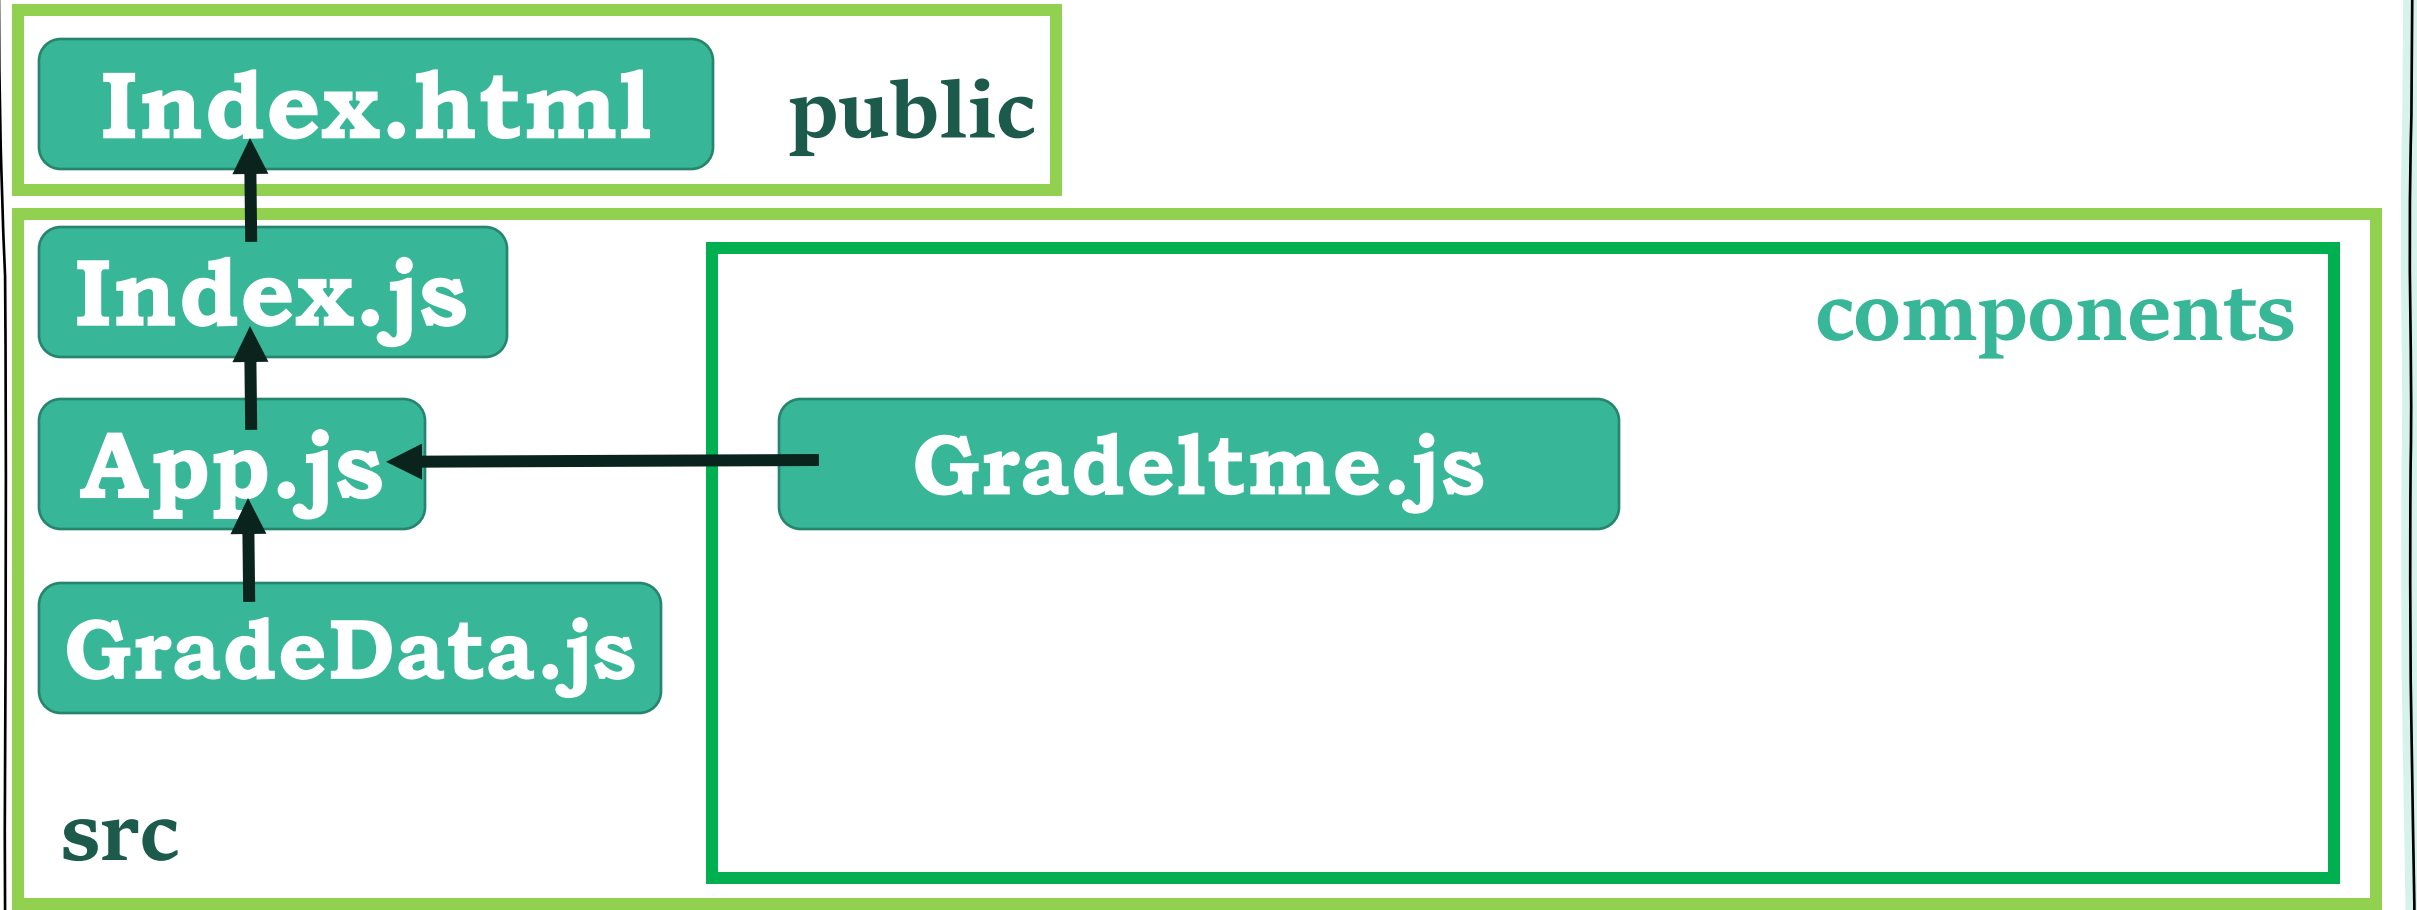 Index.html
public
Index.js
components
App.js
Gradeltme.js
GradeData.js
src